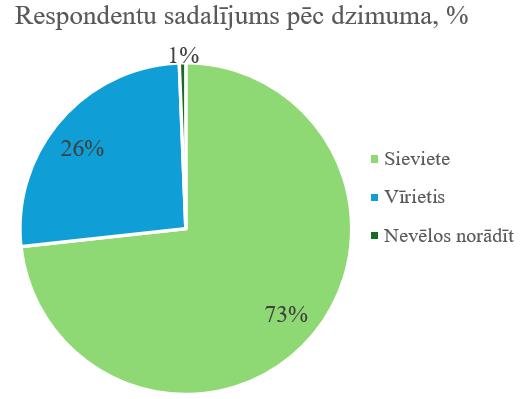 Respondentu sadalījums pēc dzimuma, %
1%
26%
73%
Sieviete
Vīrietis
Nevēlos norādīt